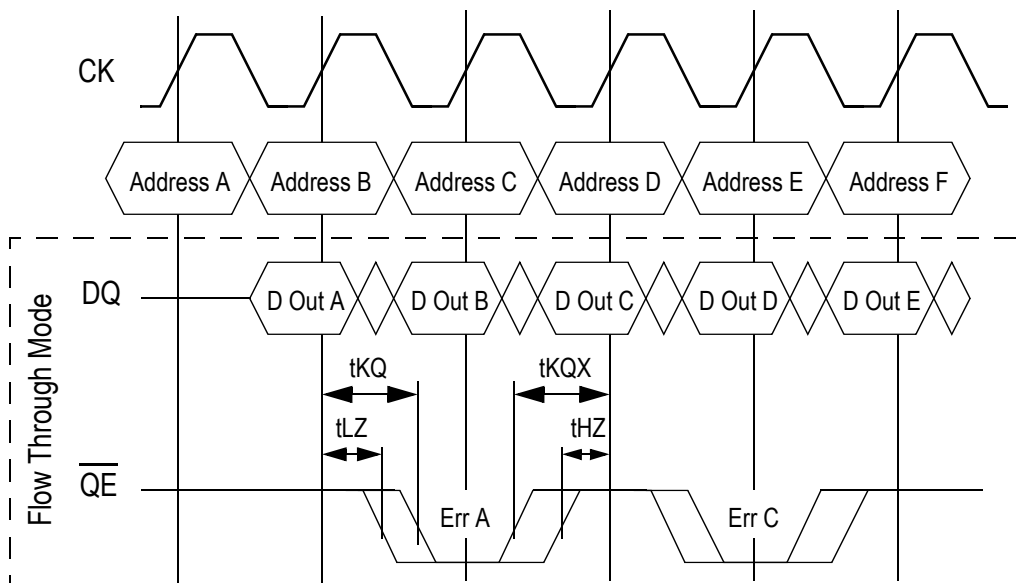 CK
Address A Address B Address C Address D Address E Address F
Flow Through Mode
DQ
D Out A D Out B D Out C D Out D D Out E
tKQ tKQX
tLZ tHZ
Q̅E̅
Err A Err C